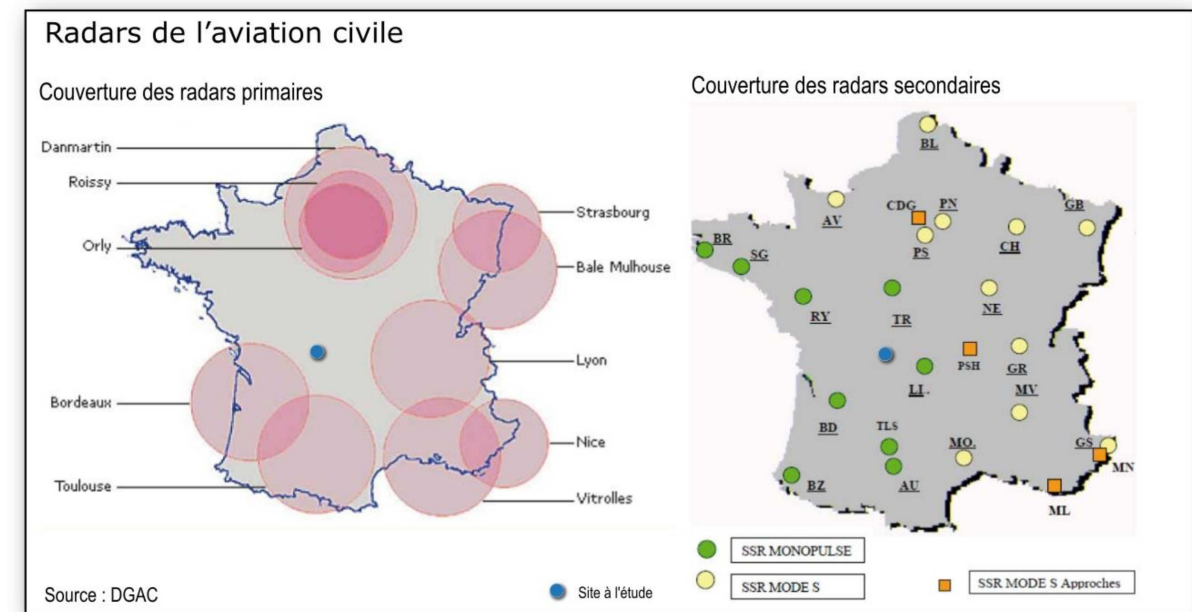 Radars de l'aviation civile
Couverture des radars primaires
Danmartin
Roissy
Orly
Strasbourg
Bale Mulhouse
Lyon
Bordeaux
Nice
Toulouse
Vitrolles
Source : DGAC
Site à l'étude
Couverture des radars secondaires
BL
AV
CDG
PN
GB
PS
CH
BR
SG
RY
TR
NE
LL.
PSH
GR
MV
BD
TLS
MO.
GS
MN
BZ
AU
ML
SSR MONOPULSE
SSR MODE S
SSR MODE S Approches